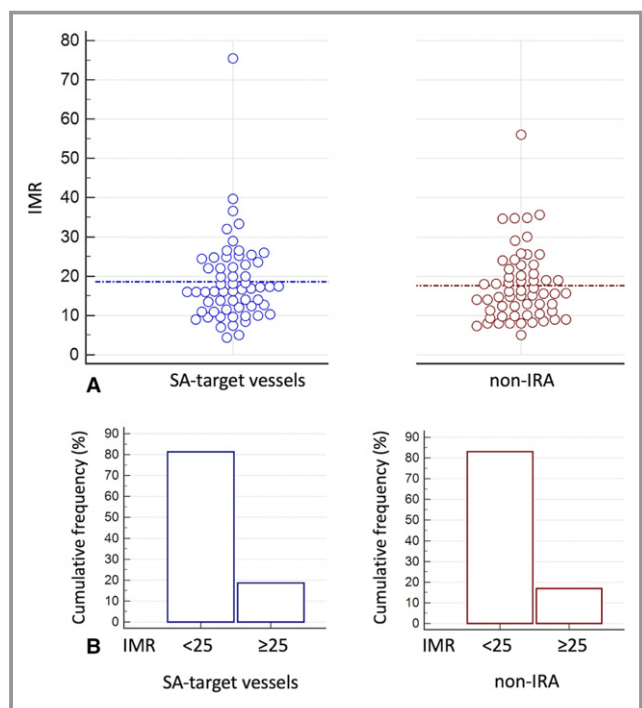 80
70
60
50
40
30
20
10
0
IMR
A
SA-target vessels
non-IRA
Cumulative frequency (%)
90
80
70
60
50
40
30
20
10
0
B
IMR <25 ≥25
SA-target vessels
Cumulative frequency (%)
90
80
70
60
50
40
30
20
10
0
IMR <25 ≥25
non-IRA